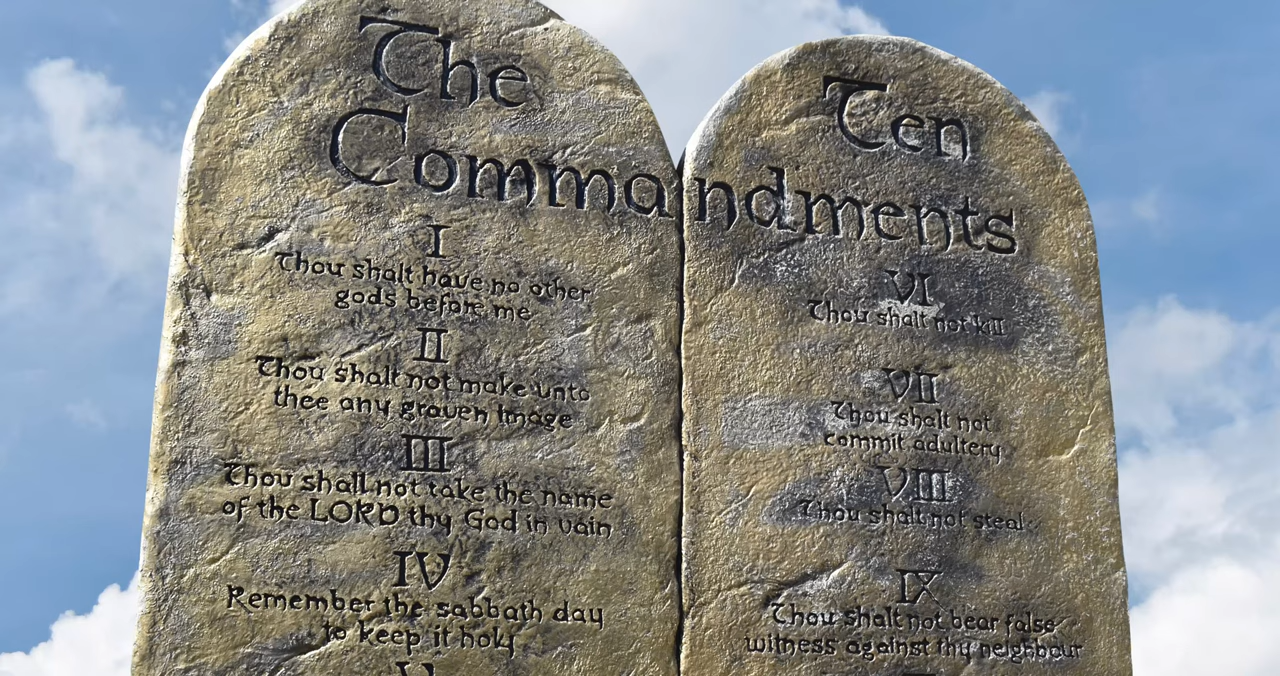 The Ten
Commandments
I
Thou shalt have no other
gods before me
II
Thou shalt not make unto
thee any graven Image
III
Thou shall not take the name
of the LORD thy God in vain
IV
Remember the sabbath day
to keep it holy
V
VI
Thou shalt not kill
VII
Thou shalt not
commit adultery
VIII
Thou shalt not steal
IX
Thou shalt not bear false
witness against thy neighbour